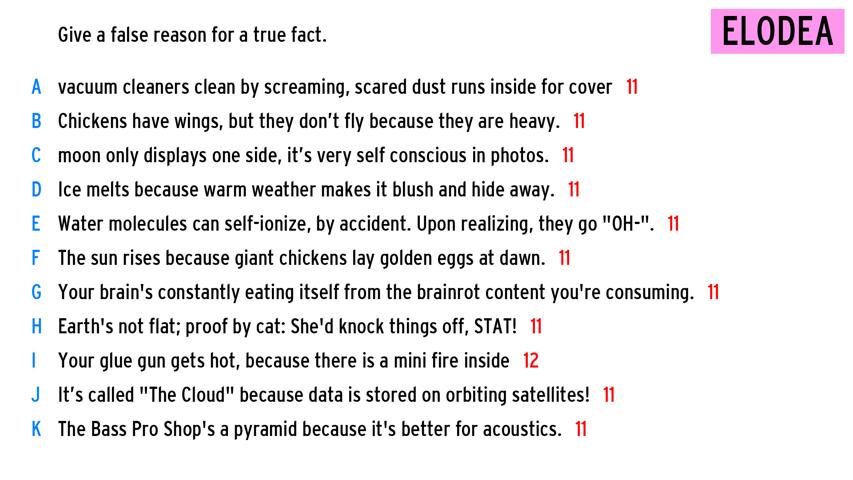 Give a false reason for a true fact.
ELODEA
A vacuum cleaners clean by screaming, scared dust runs inside for cover 11
B Chickens have wings, but they don’t fly because they are heavy. 11
C moon only displays one side, it’s very self conscious in photos. 11
D Ice melts because warm weather makes it blush and hide away. 11
E Water molecules can self-ionize, by accident. Upon realizing, they go "OH-". 11
F The sun rises because giant chickens lay golden eggs at dawn. 11
G Your brain's constantly eating itself from the brainrot content you're consuming. 11
H Earth's not flat; proof by cat: She'd knock things off, STAT! 11
I Your glue gun gets hot, because there is a mini fire inside 12
J It’s called "The Cloud" because data is stored on orbiting satellites! 11
K The Bass Pro Shop's a pyramid because it's better for acoustics. 11